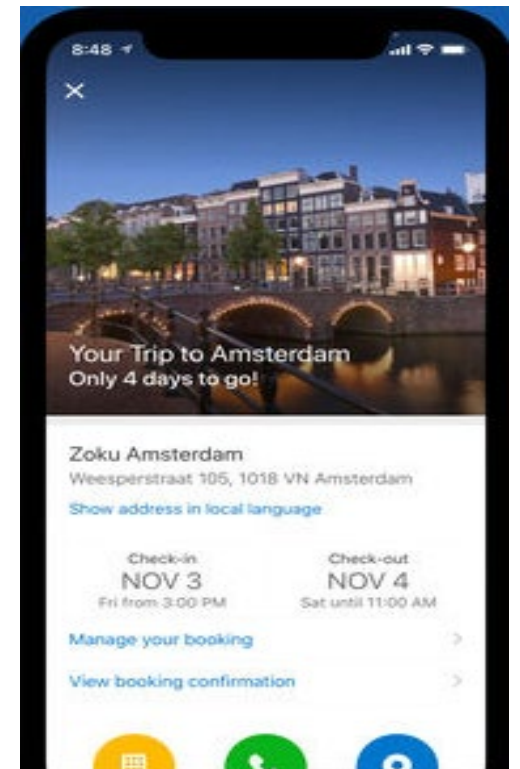 8:48
Your Trip to Amsterdam
Only 4 days to go!
Zoku Amsterdam
Weesperstraat 105, 1018 VN Amsterdam
Show address in local language
Check-in
NOV 3
Fri from 3:00 PM
Check-out
NOV 4
Sat until 11:00 AM
Manage your booking
View booking confirmation